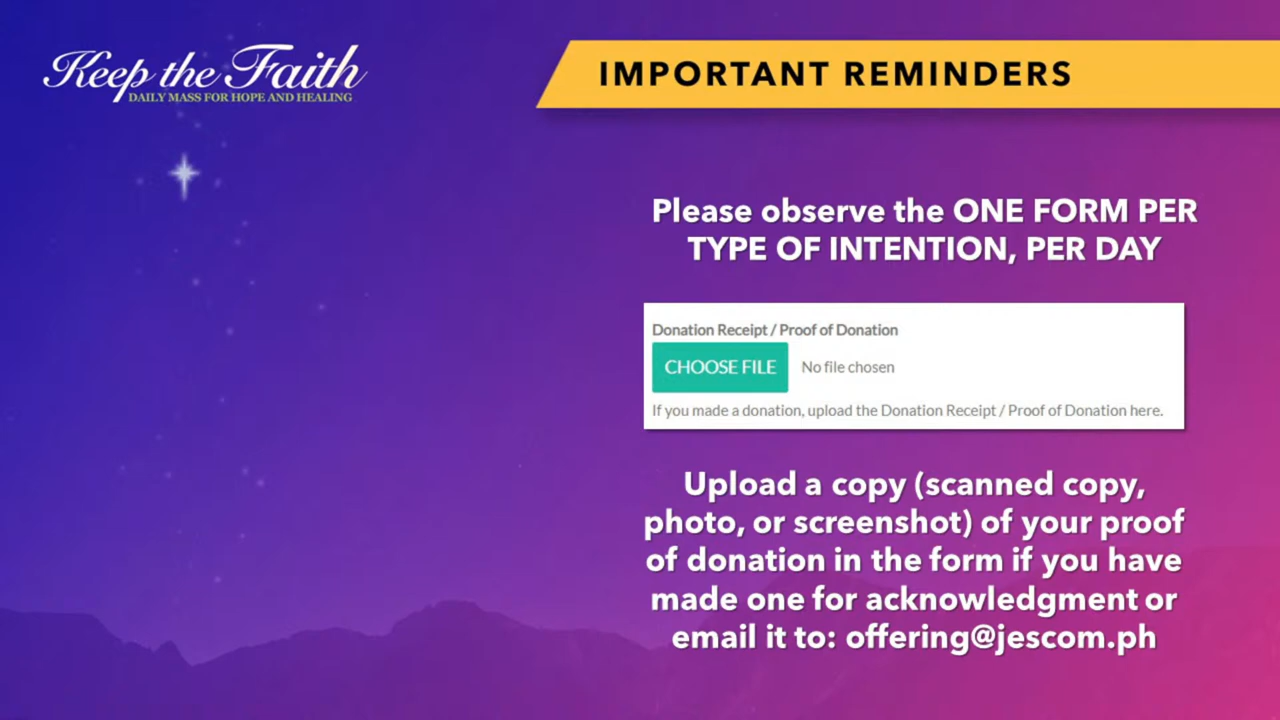 Keep the Faith
DAILY MASS FOR HOPE AND HEALING
IMPORTANT REMINDERS
Please observe the ONE FORM PER
TYPE OF INTENTION, PER DAY
Donation Receipt / Proof of Donation
CHOOSE FILE No file chosen
If you made a donation, upload the Donation Receipt / Proof of Donation here.
Upload a copy (scanned copy,
photo, or screenshot) of your proof
of donation in the form if you have
made one for acknowledgment or
email it to: offering@jescom.ph